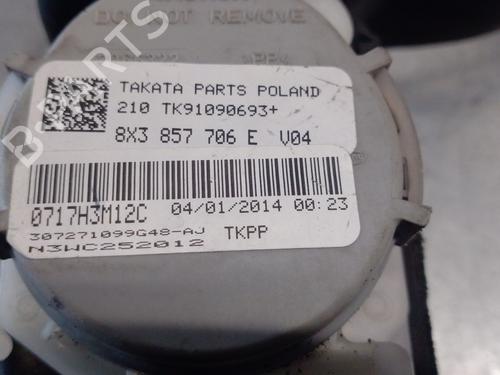 DO NOT REMOVE
TAKATA PARTS POLAND
210 TK91090693+
8X3 857 706 E V04
0717H3M12C 04/01/2014 00:23
307271099G48-AJ TKPP
N3WC252012